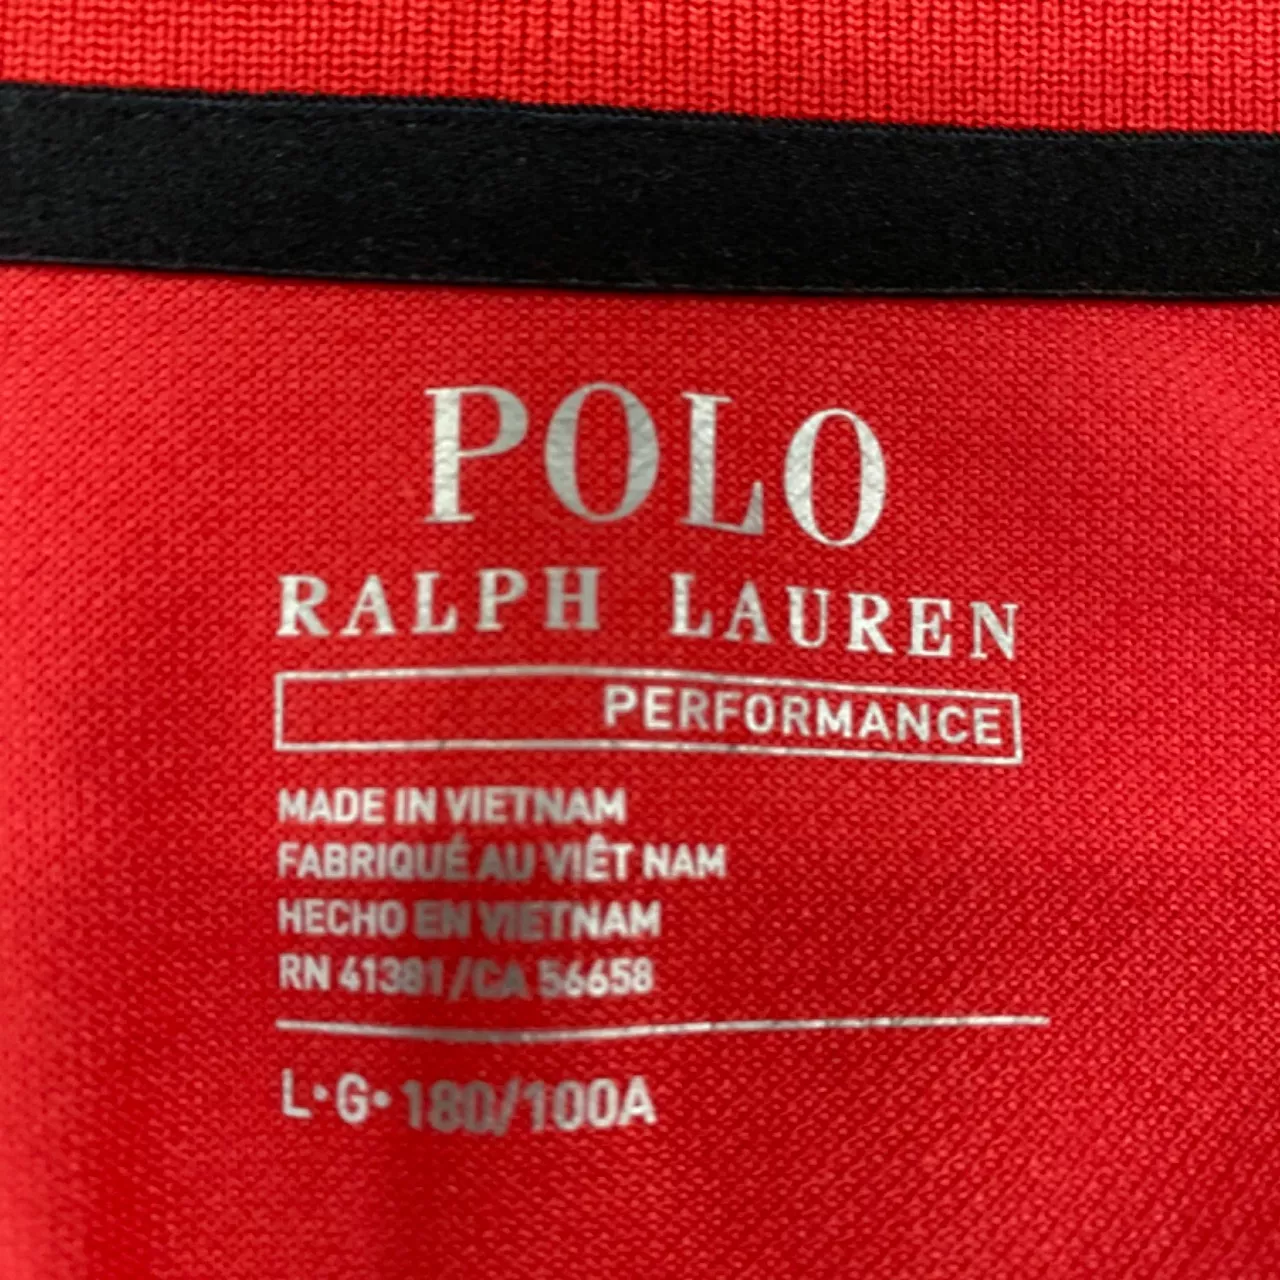 POLO
RALPH LAUREN
PERFORMANCE
MADE IN VIETNAM
FABRIQUÉ AU VIÊT NAM
HECHO EN VIETNAM
RN 41381/CA 56658
L•G•180/100A